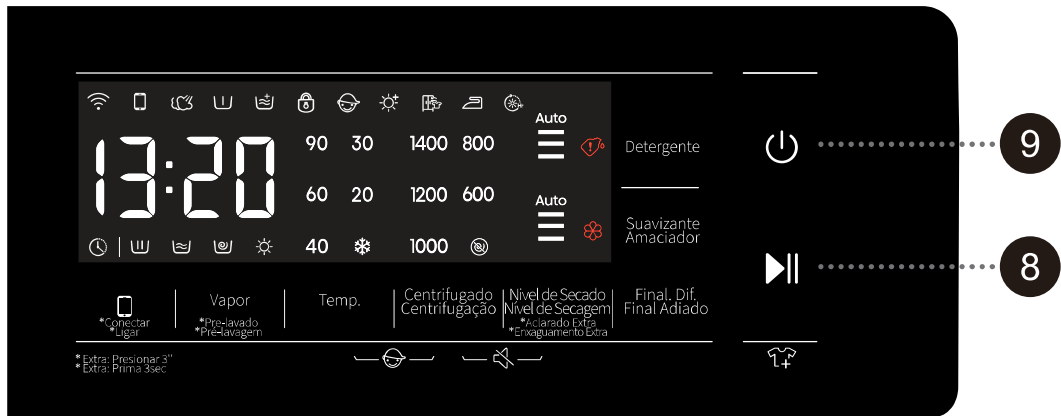 Auto
90 30 1400 800
13:20
Detergente
9
60 20 1200 600
Auto
Suavizante
Amaciador
40 1000
8
Vapor
*Pre-lavado
*Pré-lavagem
Temp.
Centrifugado
Centrifugação
Nivel de Secado
Nível de Secagem
*Aclarado Extra
*Enxaguamento Extra
Final. Dif.
Final Adiado
*Conectar
*Ligar
* Extra: Presionar 3"
* Extra: Prima 3sec